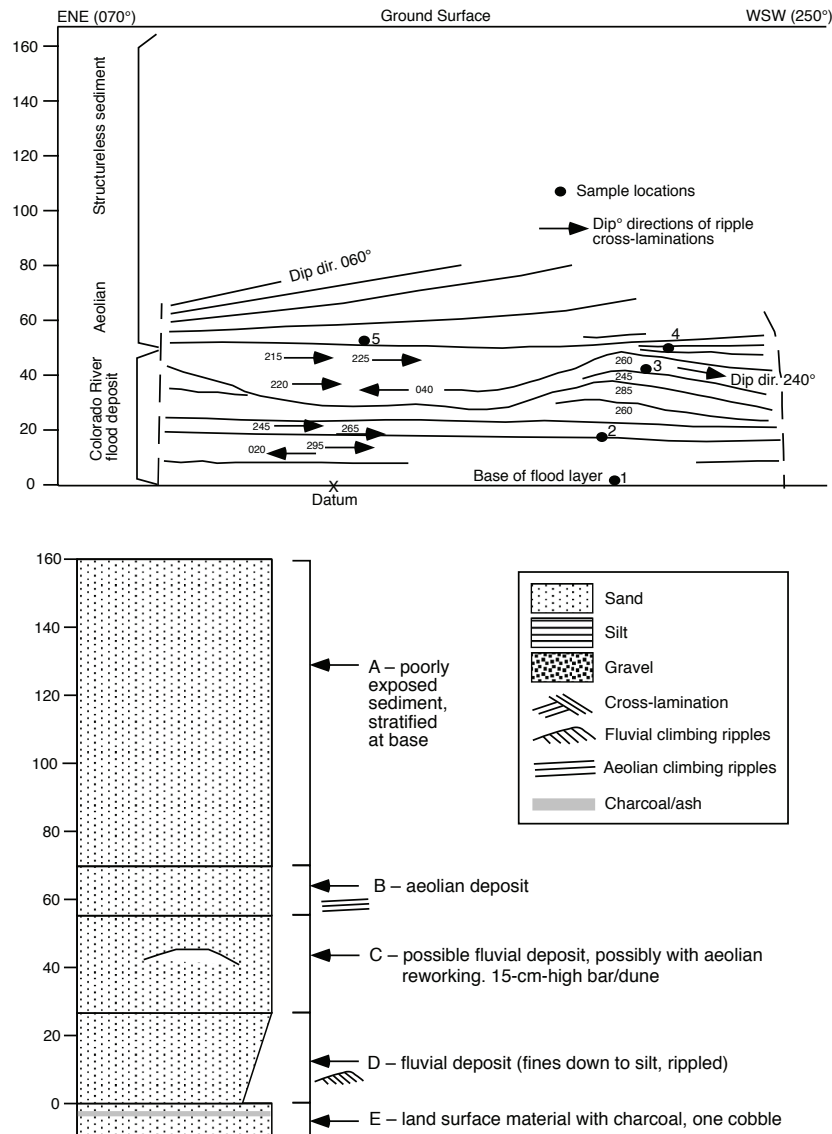 ENE (070°) Ground Surface WSW (250°)
160
140
120
100
80
60
40
20
0
Structureless sediment
Aeolian
Colorado River
flood deposit
Sample locations
Dip° directions of ripple
cross-laminations
Dip dir. 060°
5
4
215 225 260 3
245 Dip dir. 240°
220 040 285
260
245 265 2
020 295
Base of flood layer 1
X
Datum
160
140
120
100
80
60
40
20
0
A – poorly
exposed
sediment,
stratified
at base
B – aeolian deposit
C – possible fluvial deposit, possibly with aeolian
reworking. 15-cm-high bar/dune
D – fluvial deposit (fines down to silt, rippled)
E – land surface material with charcoal, one cobble
Sand
Silt
Gravel
Cross-lamination
Fluvial climbing ripples
Aeolian climbing ripples
Charcoal/ash